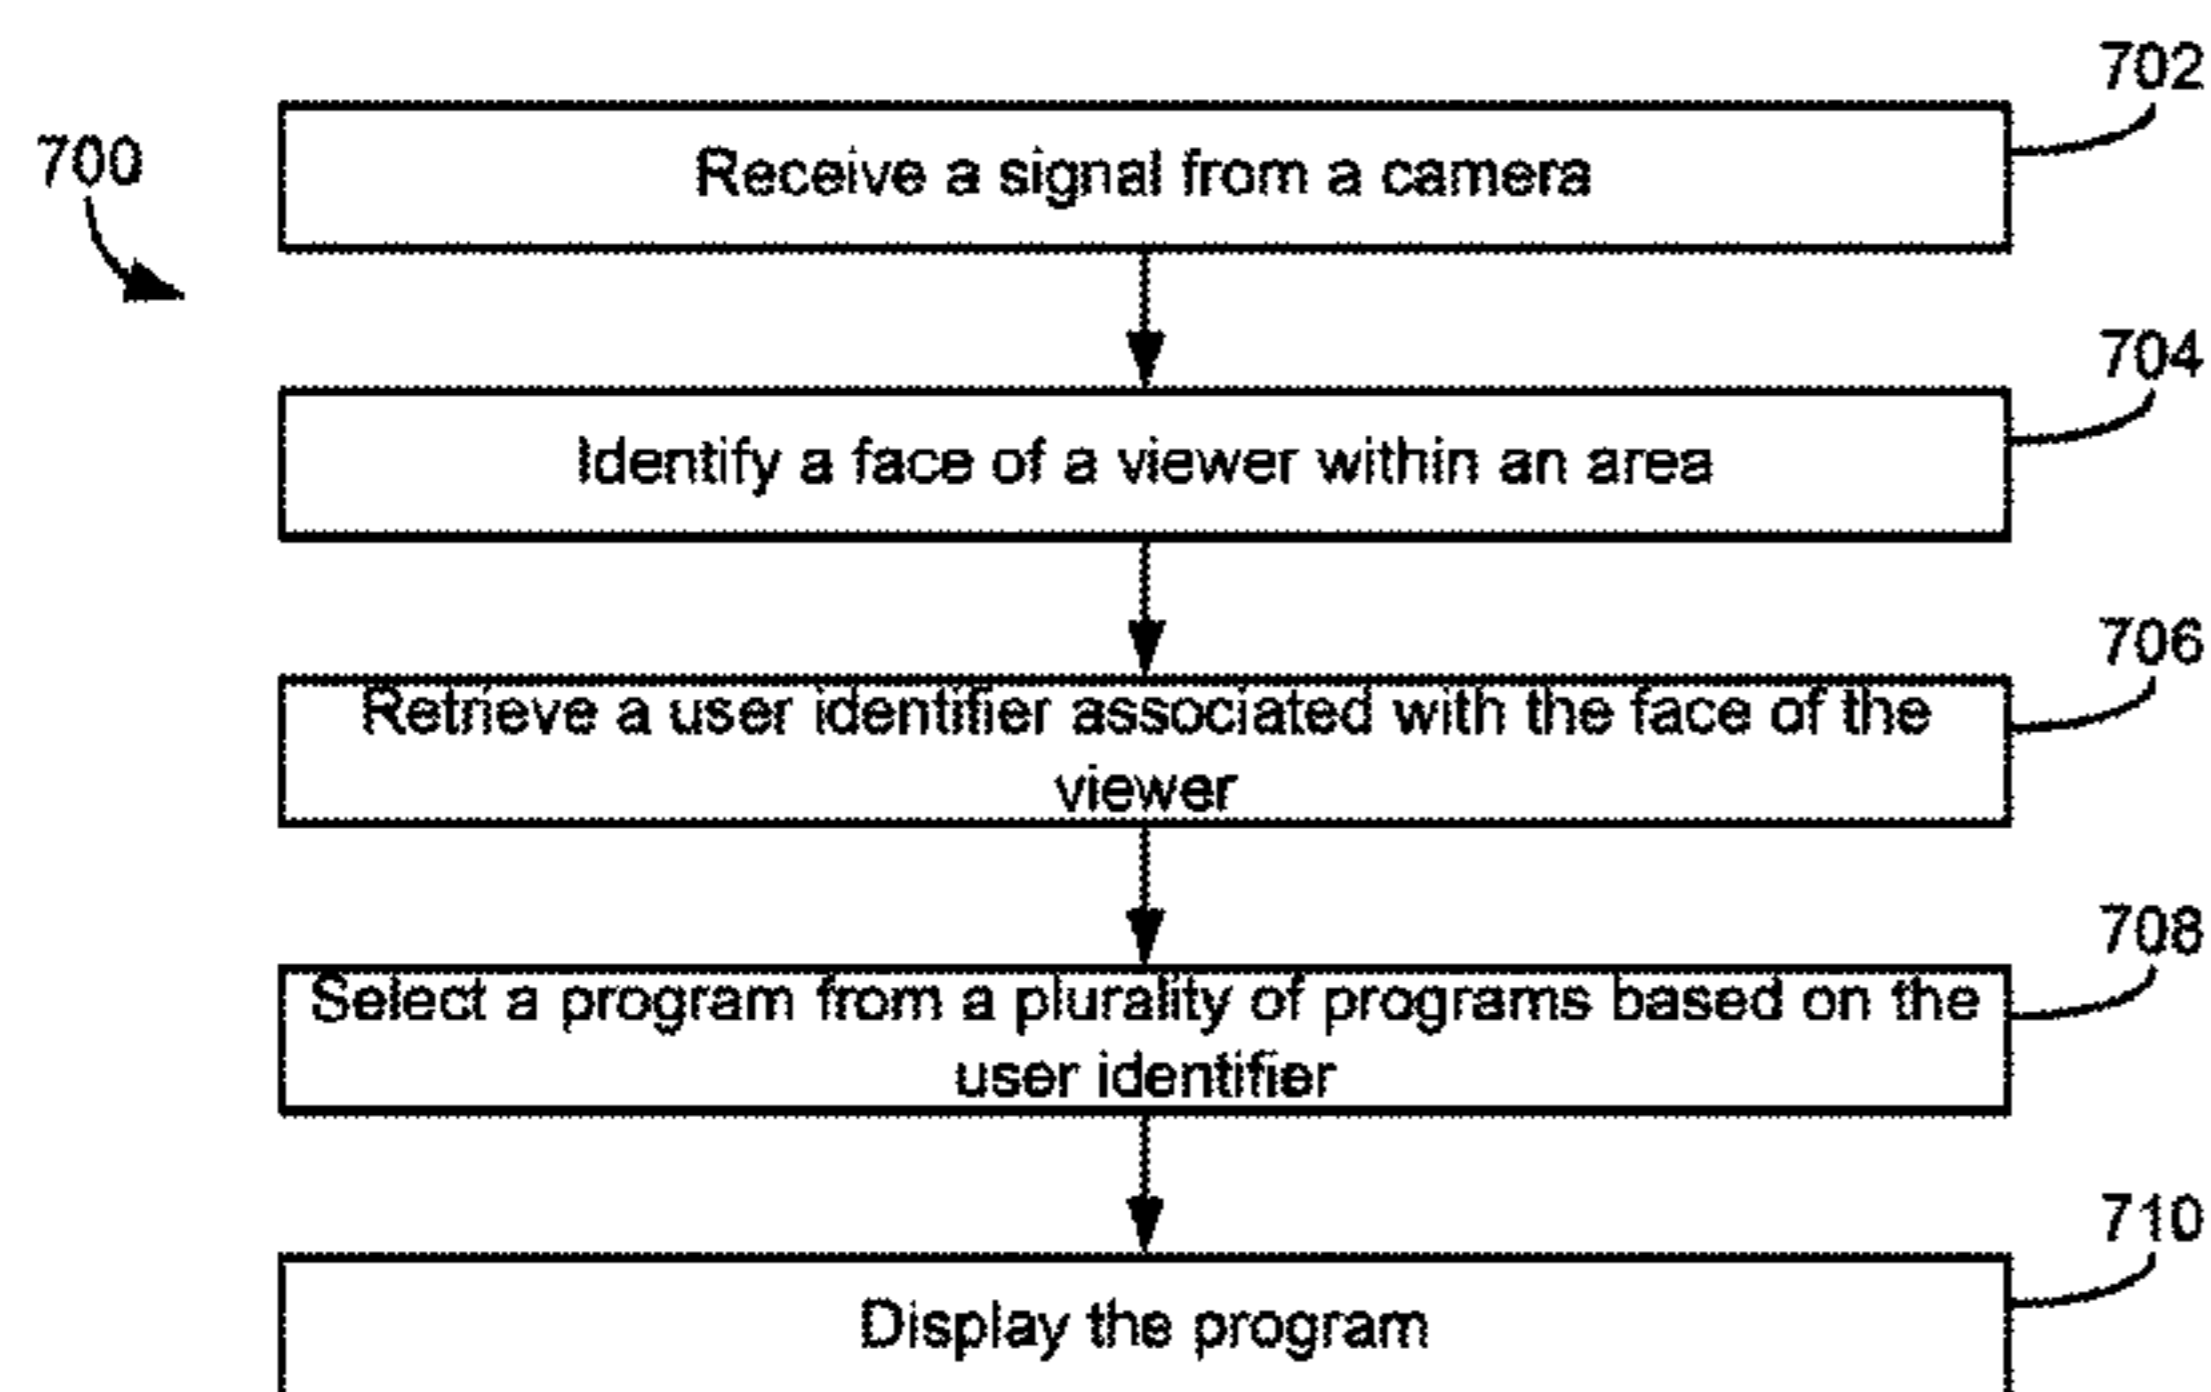 702
700
Receive a signal from a camera
704
Identify a face of a viewer within an area
706
Retrieve a user identifier associated with the face of the
viewer
708
Select a program from a plurality of programs based on the
user identifier
710
Display the program